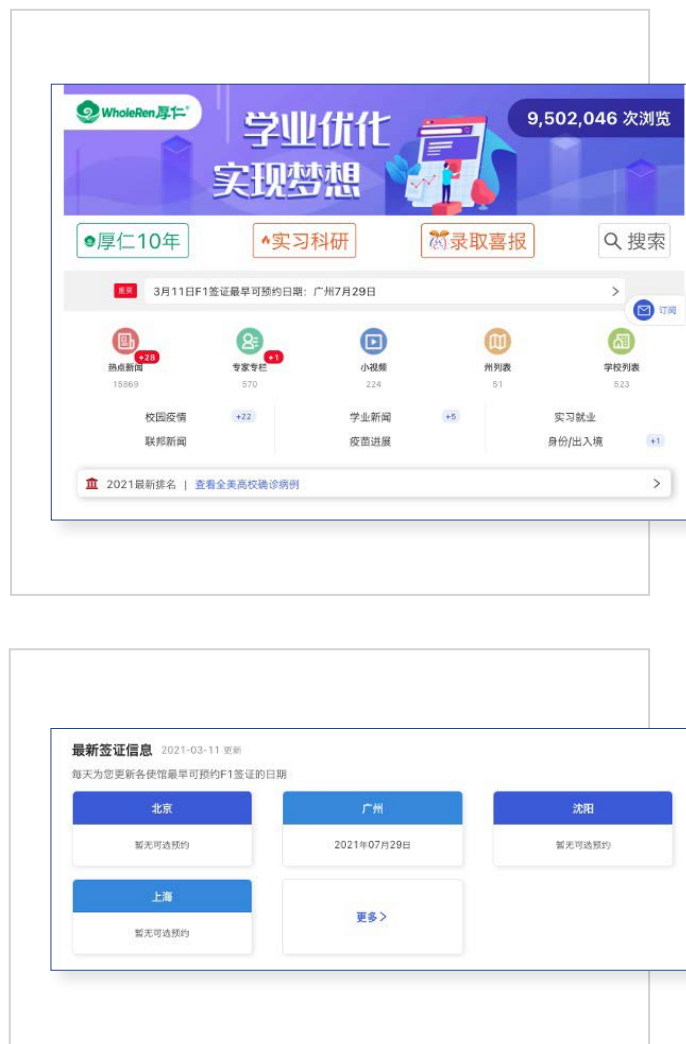 WholeRen厚仁
学业优化
实现梦想
9,502,046 次浏览
厚仁10年
实习科研
录取喜报
搜索
重要 3月11日F1签证最早可预约日期：广州7月29日 >
订阅
+28
+1
热点新闻 专家专栏 小视频 州列表 学校列表
15869 570 224 51 523
校园疫情 +22 学业新闻 +5 实习就业
联邦新闻 疫苗进展 身份/出入境 +1
2021最新排名 | 查看全美高校确诊病例 >
最新签证信息 2021-03-11 更新
每天为您更新各使馆最早可预约F1签证的日期
北京 广州 沈阳
暂无可选预约 2021年07月29日 暂无可选预约
上海
暂无可选预约
更多>